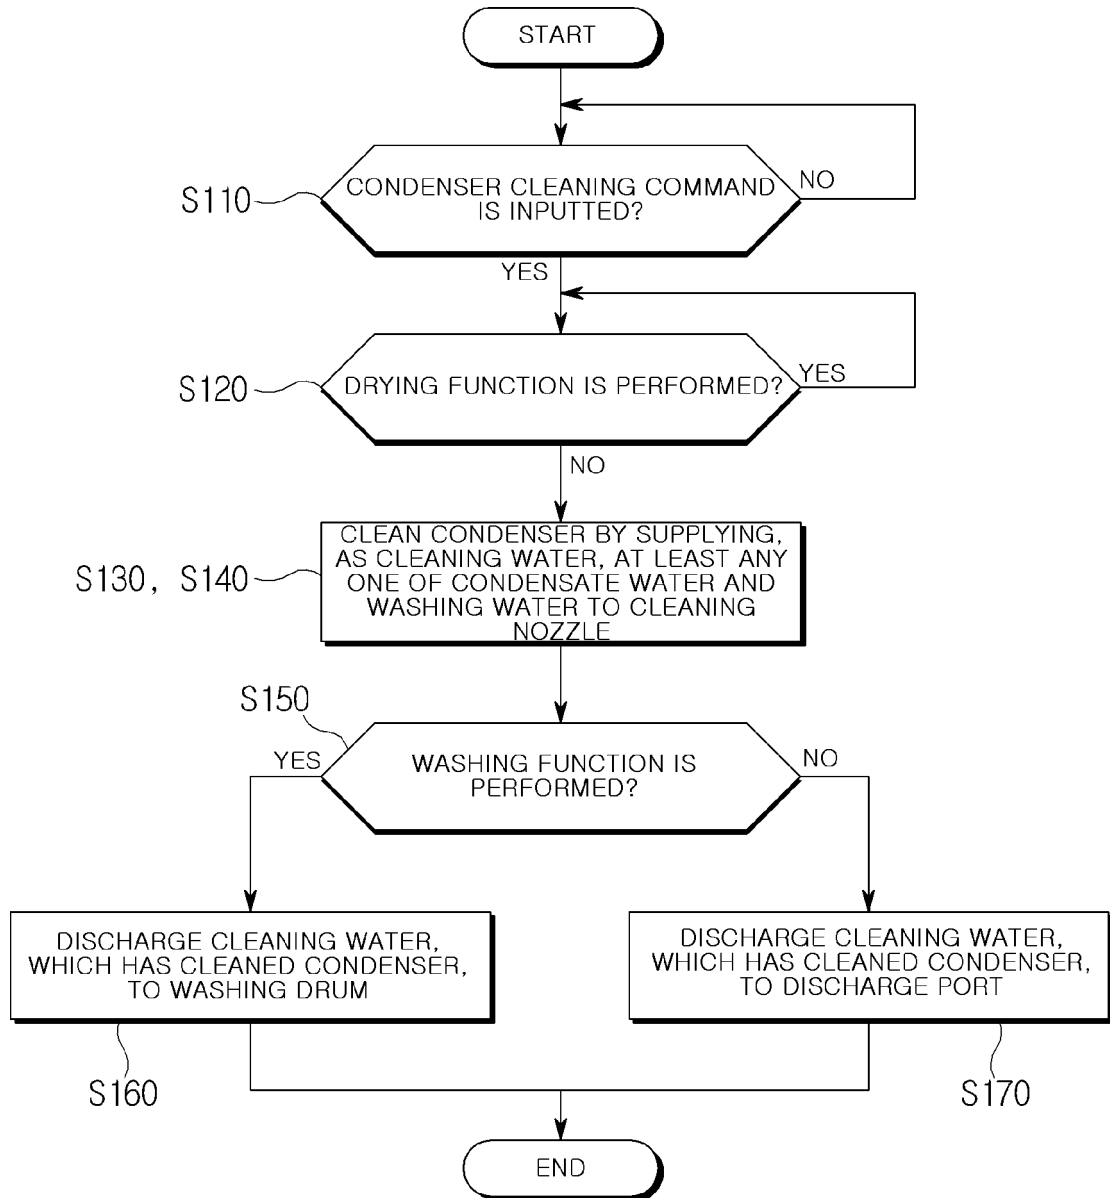 START
CONDENSER CLEANING COMMAND
IS INPUTTED?
NO
S110
YES
DRYING FUNCTION IS PERFORMED?
YES
S120
NO
CLEAN CONDENSER BY SUPPLYING,
AS CLEANING WATER, AT LEAST ANY
ONE OF CONDENSATE WATER AND
WASHING WATER TO CLEANING
NOZZLE
S130, S140
S150
YES
WASHING FUNCTION IS
PERFORMED?
NO
DISCHARGE CLEANING WATER,
WHICH HAS CLEANED CONDENSER,
TO WASHING DRUM
DISCHARGE CLEANING WATER,
WHICH HAS CLEANED CONDENSER,
TO DISCHARGE PORT
S160
S170
END